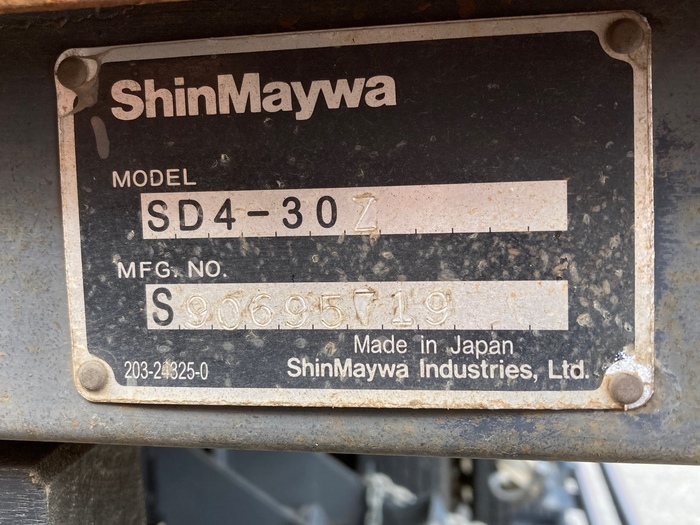 ShinMaywa
MODEL
SD4-30Z
MFG. NO.
S90695719
Made in Japan
203-24325-0 ShinMaywa Industries, Ltd.